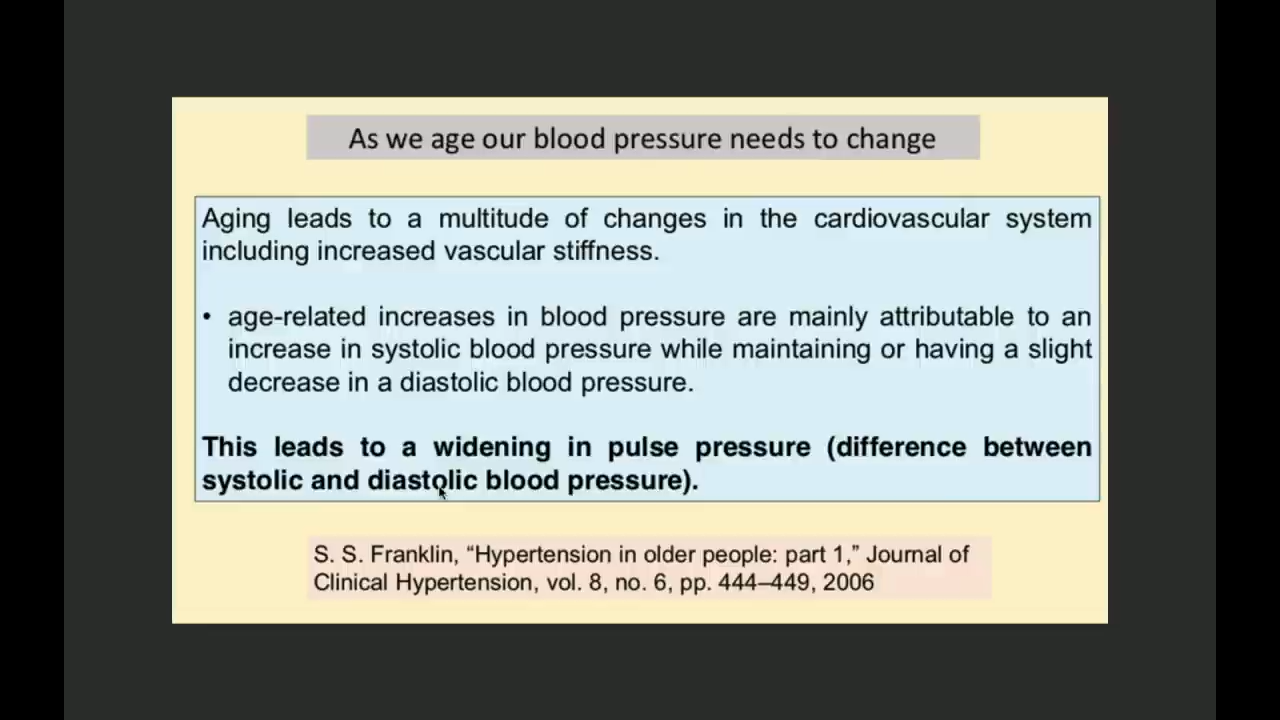 As we age our blood pressure needs to change
Aging leads to a multitude of changes in the cardiovascular system
including increased vascular stiffness.
• age-related increases in blood pressure are mainly attributable to an
increase in systolic blood pressure while maintaining or having a slight
decrease in a diastolic blood pressure.
This leads to a widening in pulse pressure (difference between
systolic and diastolic blood pressure).
S. S. Franklin, “Hypertension in older people: part 1,” Journal of
Clinical Hypertension, vol. 8, no. 6, pp. 444–449, 2006